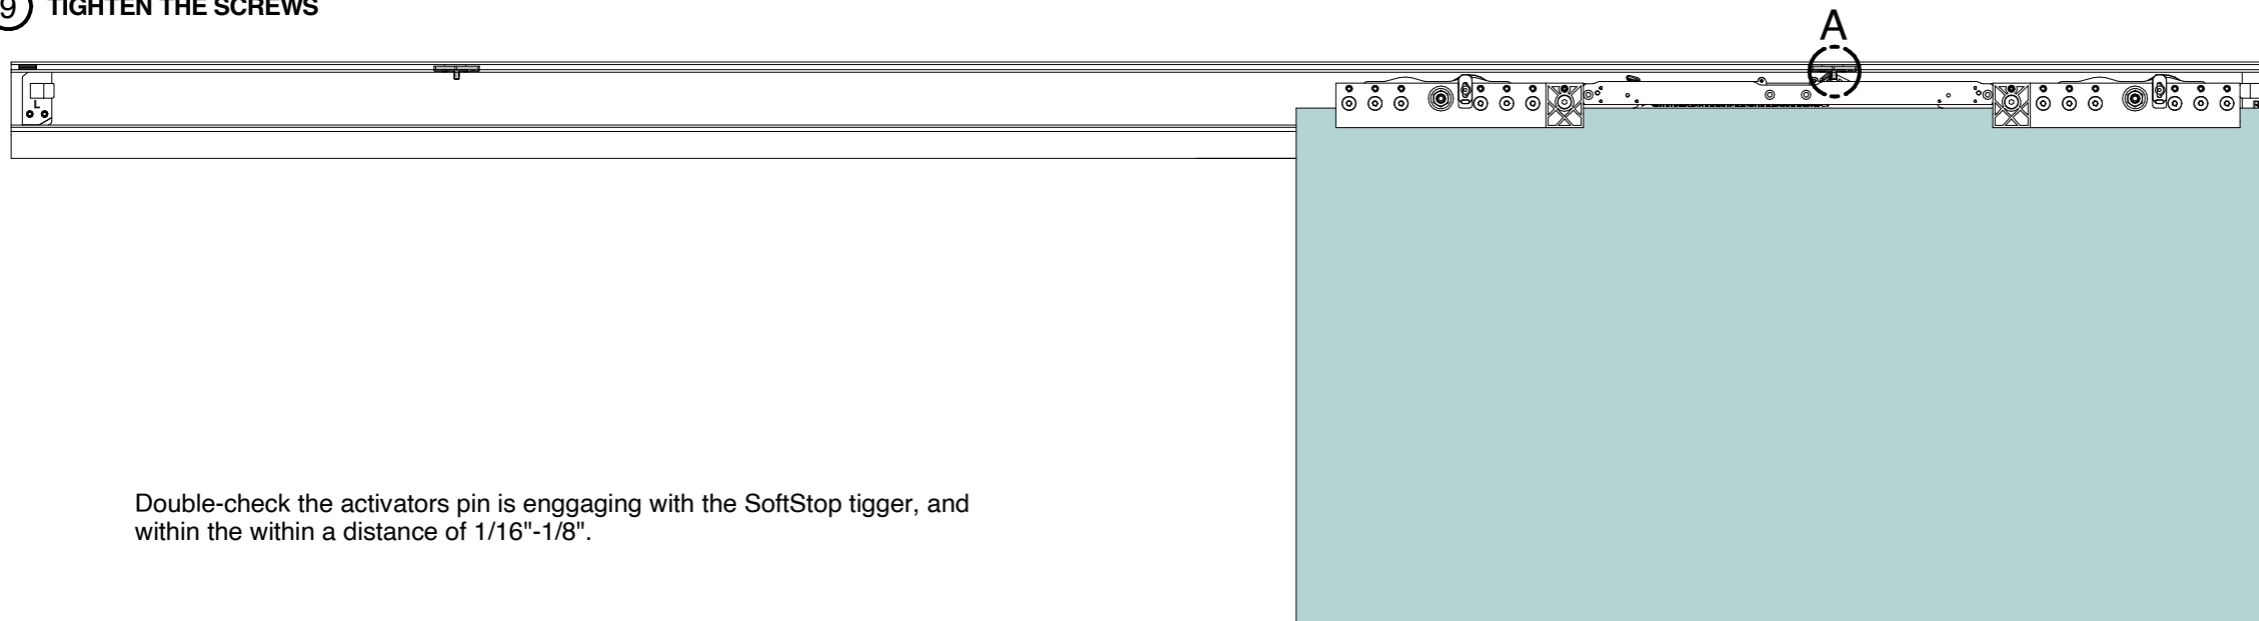 9 TIGHTEN THE SCREWS
A
L
R
Double-check the activators pin is enggaging with the SoftStop tigger, and
within the within a distance of 1/16"-1/8".